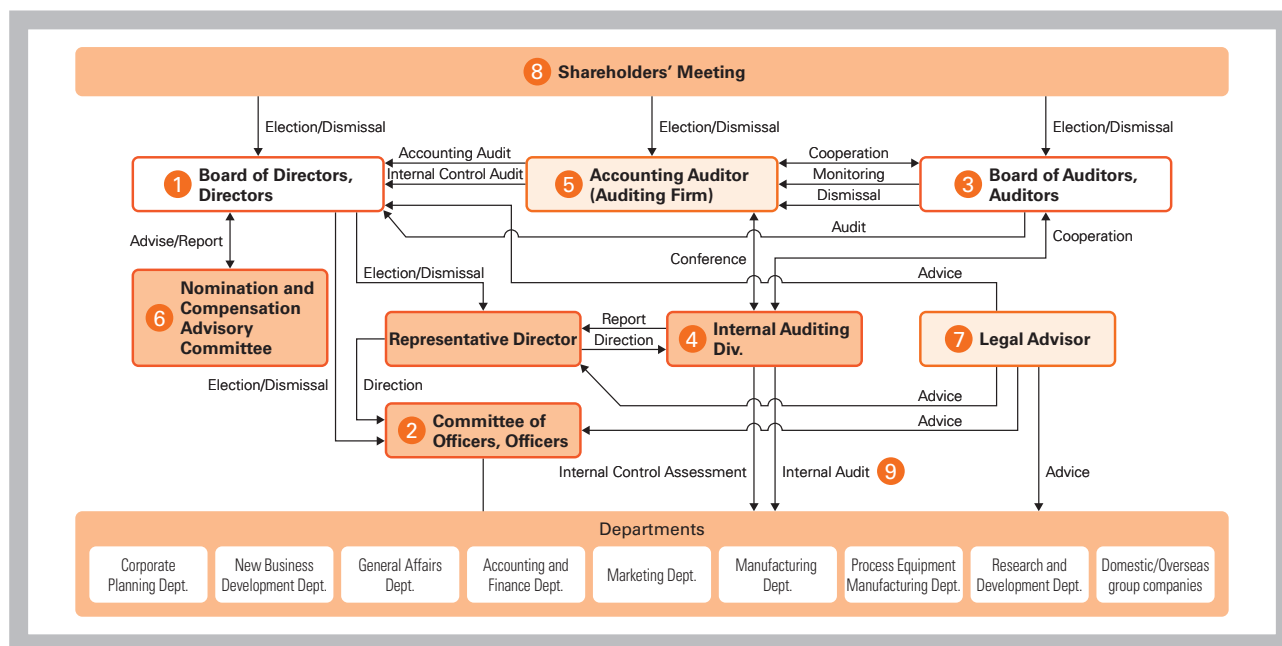 8 Shareholders' Meeting
Election/Dismissal
Election/Dismissal
Election/Dismissal
1 Board of Directors,
Directors
Accounting Audit
Internal Control Audit
5 Accounting Auditor
(Auditing Firm)
Cooperation
Monitoring
Dismissal
3 Board of Auditors,
Auditors
Audit
Advise/Report
Conference
Cooperation
Election/Dismissal
Advice
6 Nomination and
Compensation
Advisory
Committee
Representative Director
Report
Direction
4 Internal Auditing
Div.
7 Legal Advisor
Election/Dismissal
Direction
Advice
2 Committee of
Officers, Officers
Advice
Internal Control Assessment
Internal Audit 9
Advice
Departments
Corporate
Planning Dept.
New Business
Development Dept.
General Affairs
Dept.
Accounting and
Finance Dept.
Marketing Dept.
Manufacturing
Dept.
Process Equipment
Manufacturing Dept.
Research and
Development Dept.
Domestic/Overseas
group companies